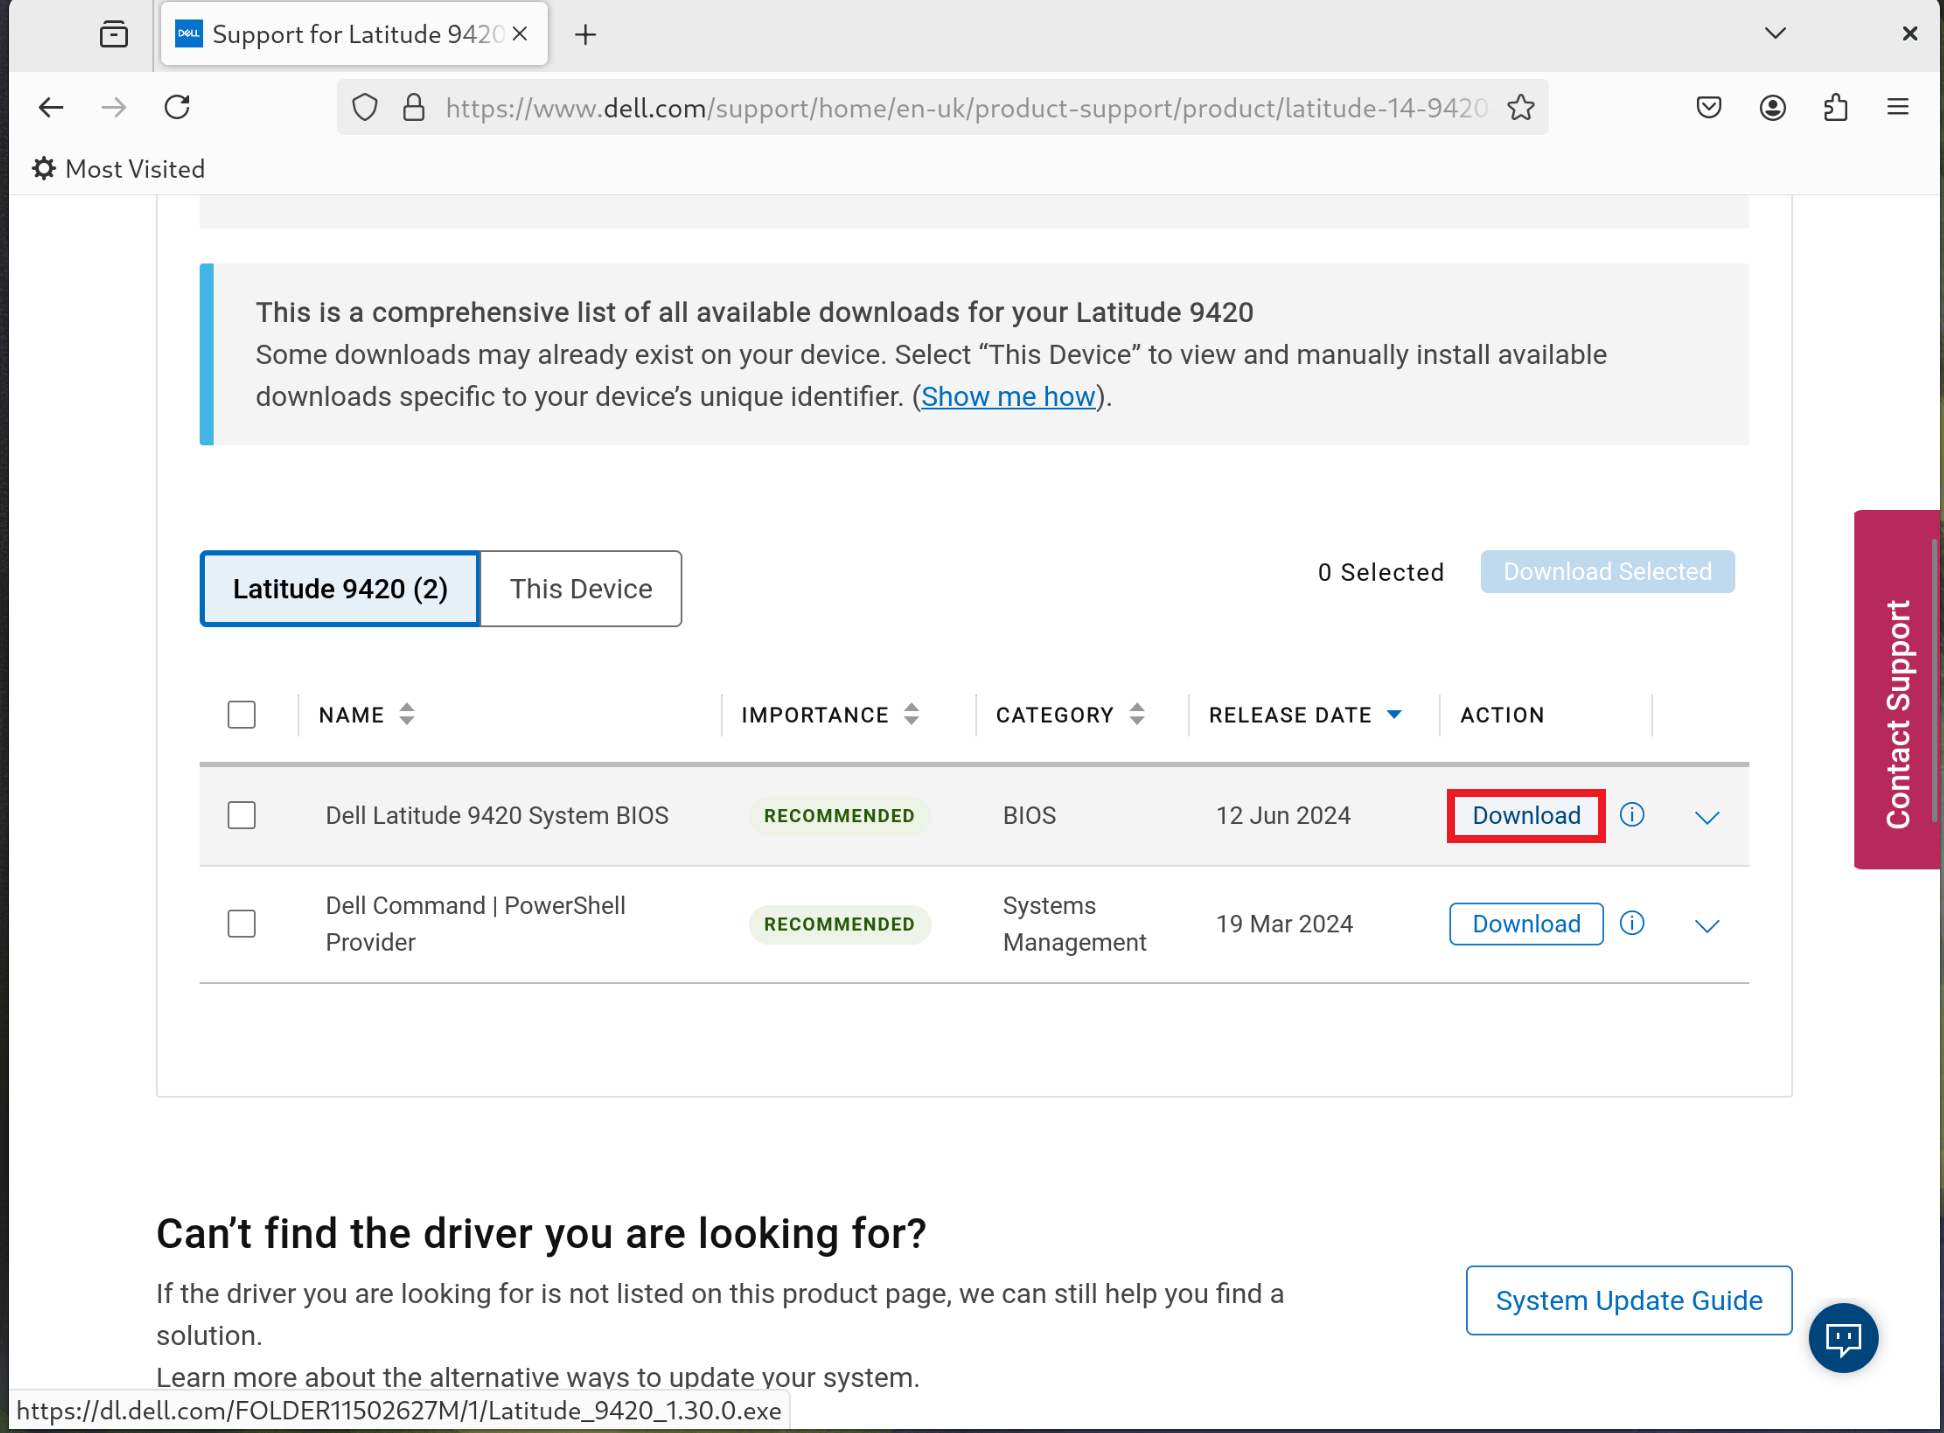 DELL Support for Latitude 9420
https://www.dell.com/support/home/en-uk/product-support/product/latitude-14-9420
Most Visited
This is a comprehensive list of all available downloads for your Latitude 9420
Some downloads may already exist on your device. Select “This Device” to view and manually install available
downloads specific to your device’s unique identifier. (Show me how).
Latitude 9420 (2) This Device
0 Selected Download Selected
NAME IMPORTANCE CATEGORY RELEASE DATE ACTION
Dell Latitude 9420 System BIOS RECOMMENDED BIOS 12 Jun 2024 Download
Dell Command | PowerShell
Provider
RECOMMENDED
Systems
Management
19 Mar 2024 Download
Contact Support
Can’t find the driver you are looking for?
If the driver you are looking for is not listed on this product page, we can still help you find a
solution.
Learn more about the alternative ways to update your system.
System Update Guide
https://dl.dell.com/FOLDER11502627M/1/Latitude_9420_1.30.0.exe